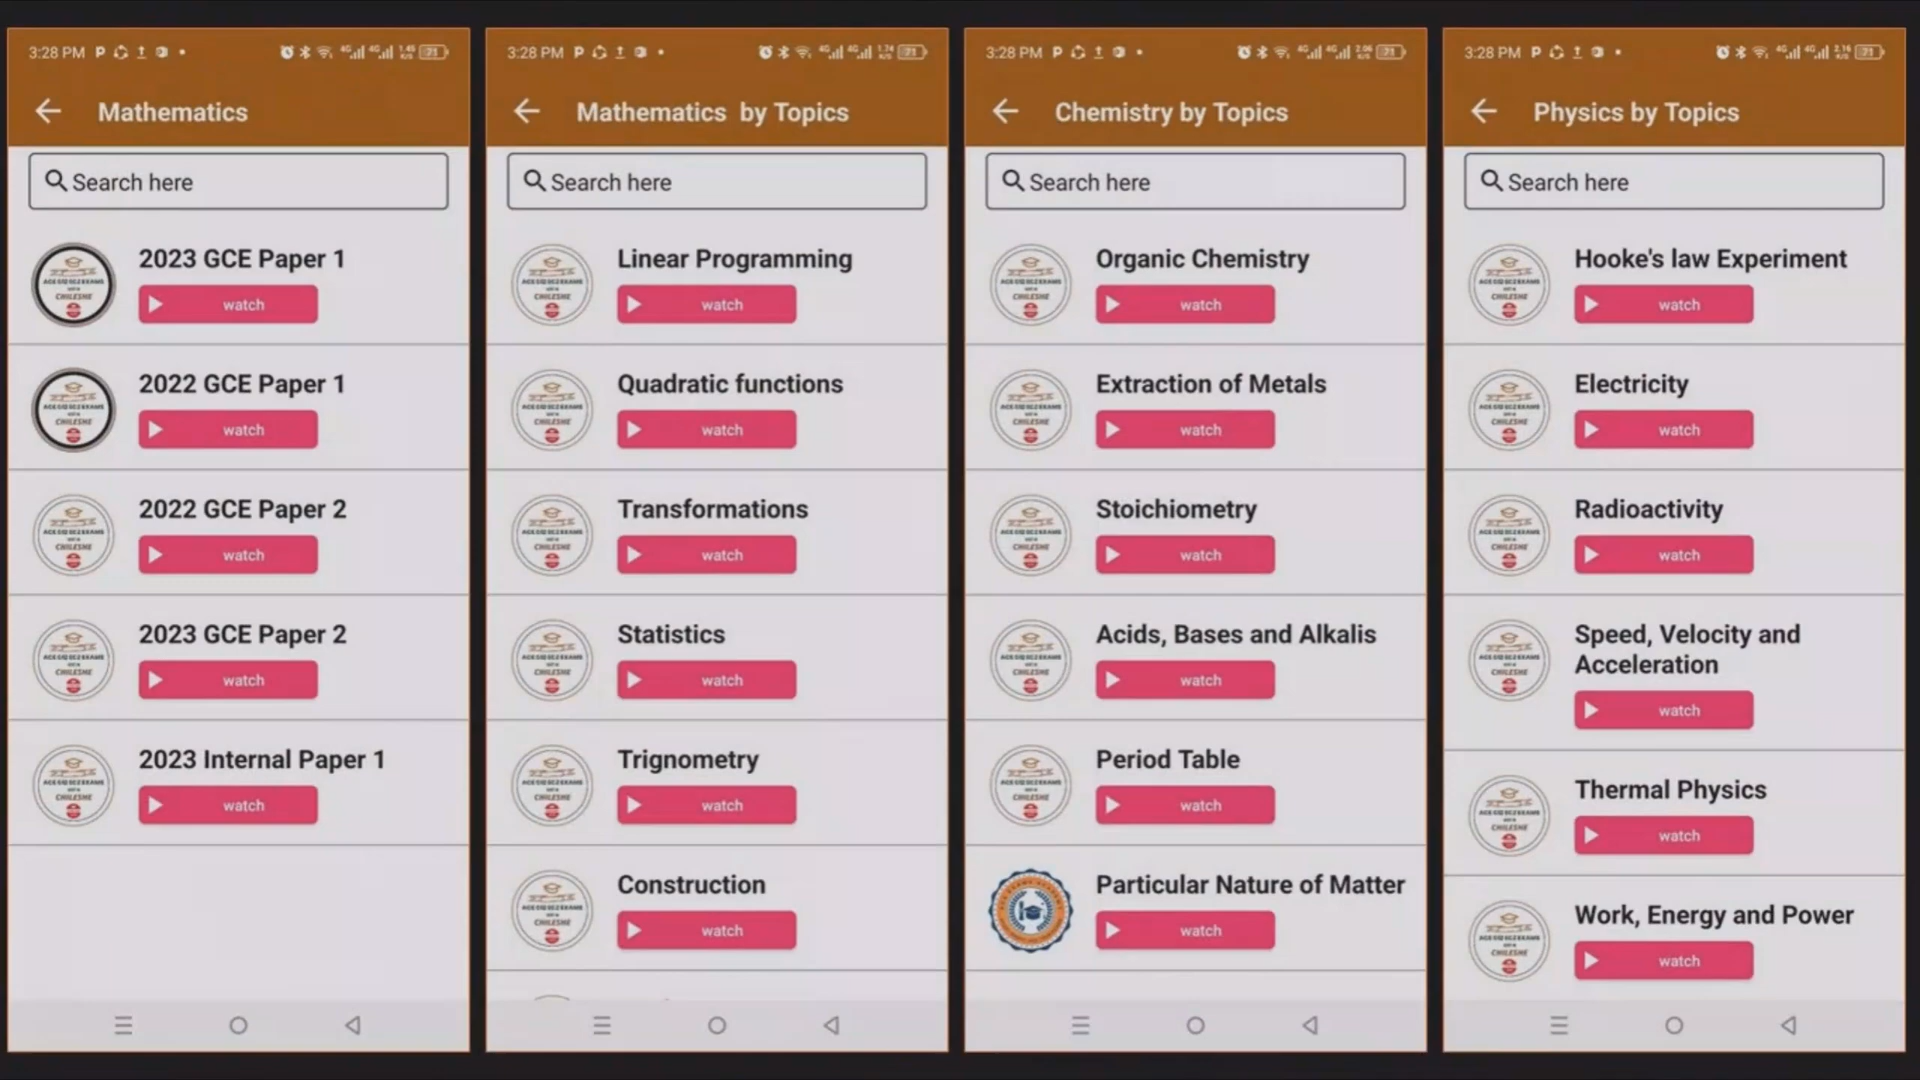 3:28 PM
Mathematics
Search here
2023 GCE Paper 1
watch
2022 GCE Paper 1
watch
2022 GCE Paper 2
watch
2023 GCE Paper 2
watch
2023 Internal Paper 1
watch
3:28 PM
Mathematics by Topics
Search here
Linear Programming
watch
Quadratic functions
watch
Transformations
watch
Statistics
watch
Trignometry
watch
Construction
watch
3:28 PM
Chemistry by Topics
Search here
Organic Chemistry
watch
Extraction of Metals
watch
Stoichiometry
watch
Acids, Bases and Alkalis
watch
Period Table
watch
Particular Nature of Matter
watch
3:28 PM
Physics by Topics
Search here
Hooke's law Experiment
watch
Electricity
watch
Radioactivity
watch
Speed, Velocity and
Acceleration
watch
Thermal Physics
watch
Work, Energy and Power
watch